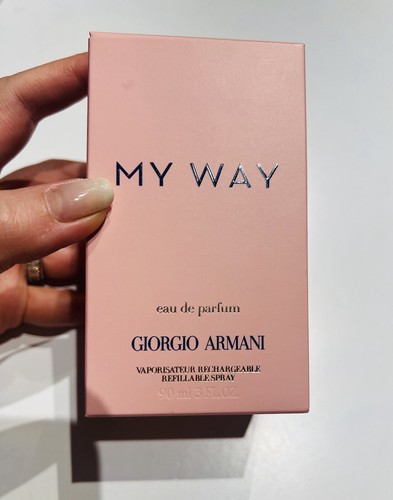 MY WAY
eau de parfum
GIORGIO ARMANI
VAPORISATEUR RECHARGEABLE
REFILLABLE SPRAY
90 ml 3 FL.OZ